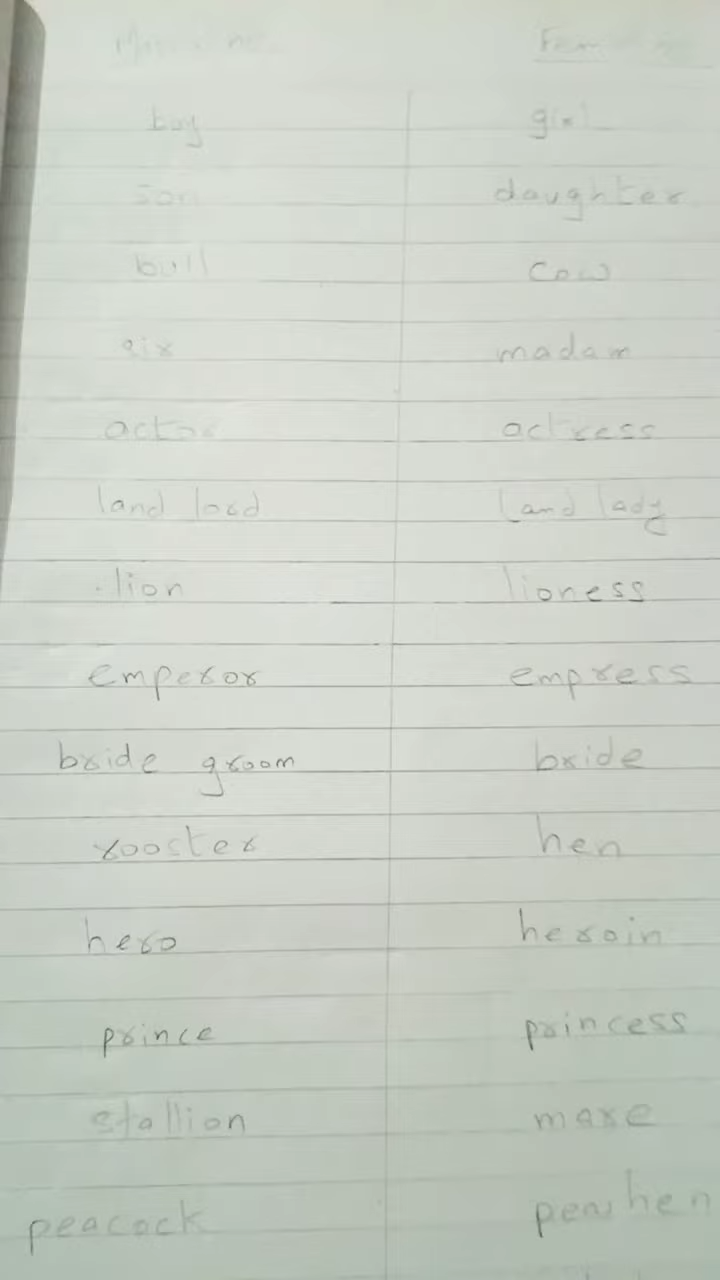 boy girl
son daughter
bull cow
sir madam
actor actress
land lord land lady
lion lioness
emperor empress
bride groom bride
rooster hen
hero heroin
prince princess
stallion mare
peacock